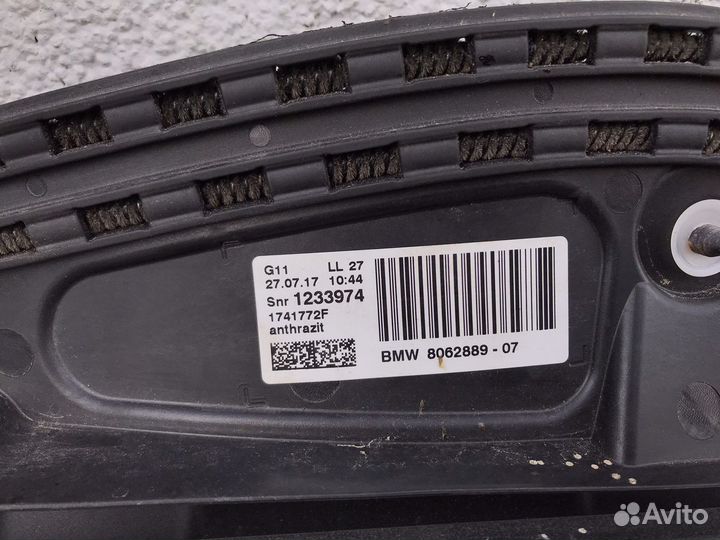 G11 LL 27
27.07.17 10:44
Snr 1233974
1741772F
anthrazit
BMW 8062889 - 07
Avito